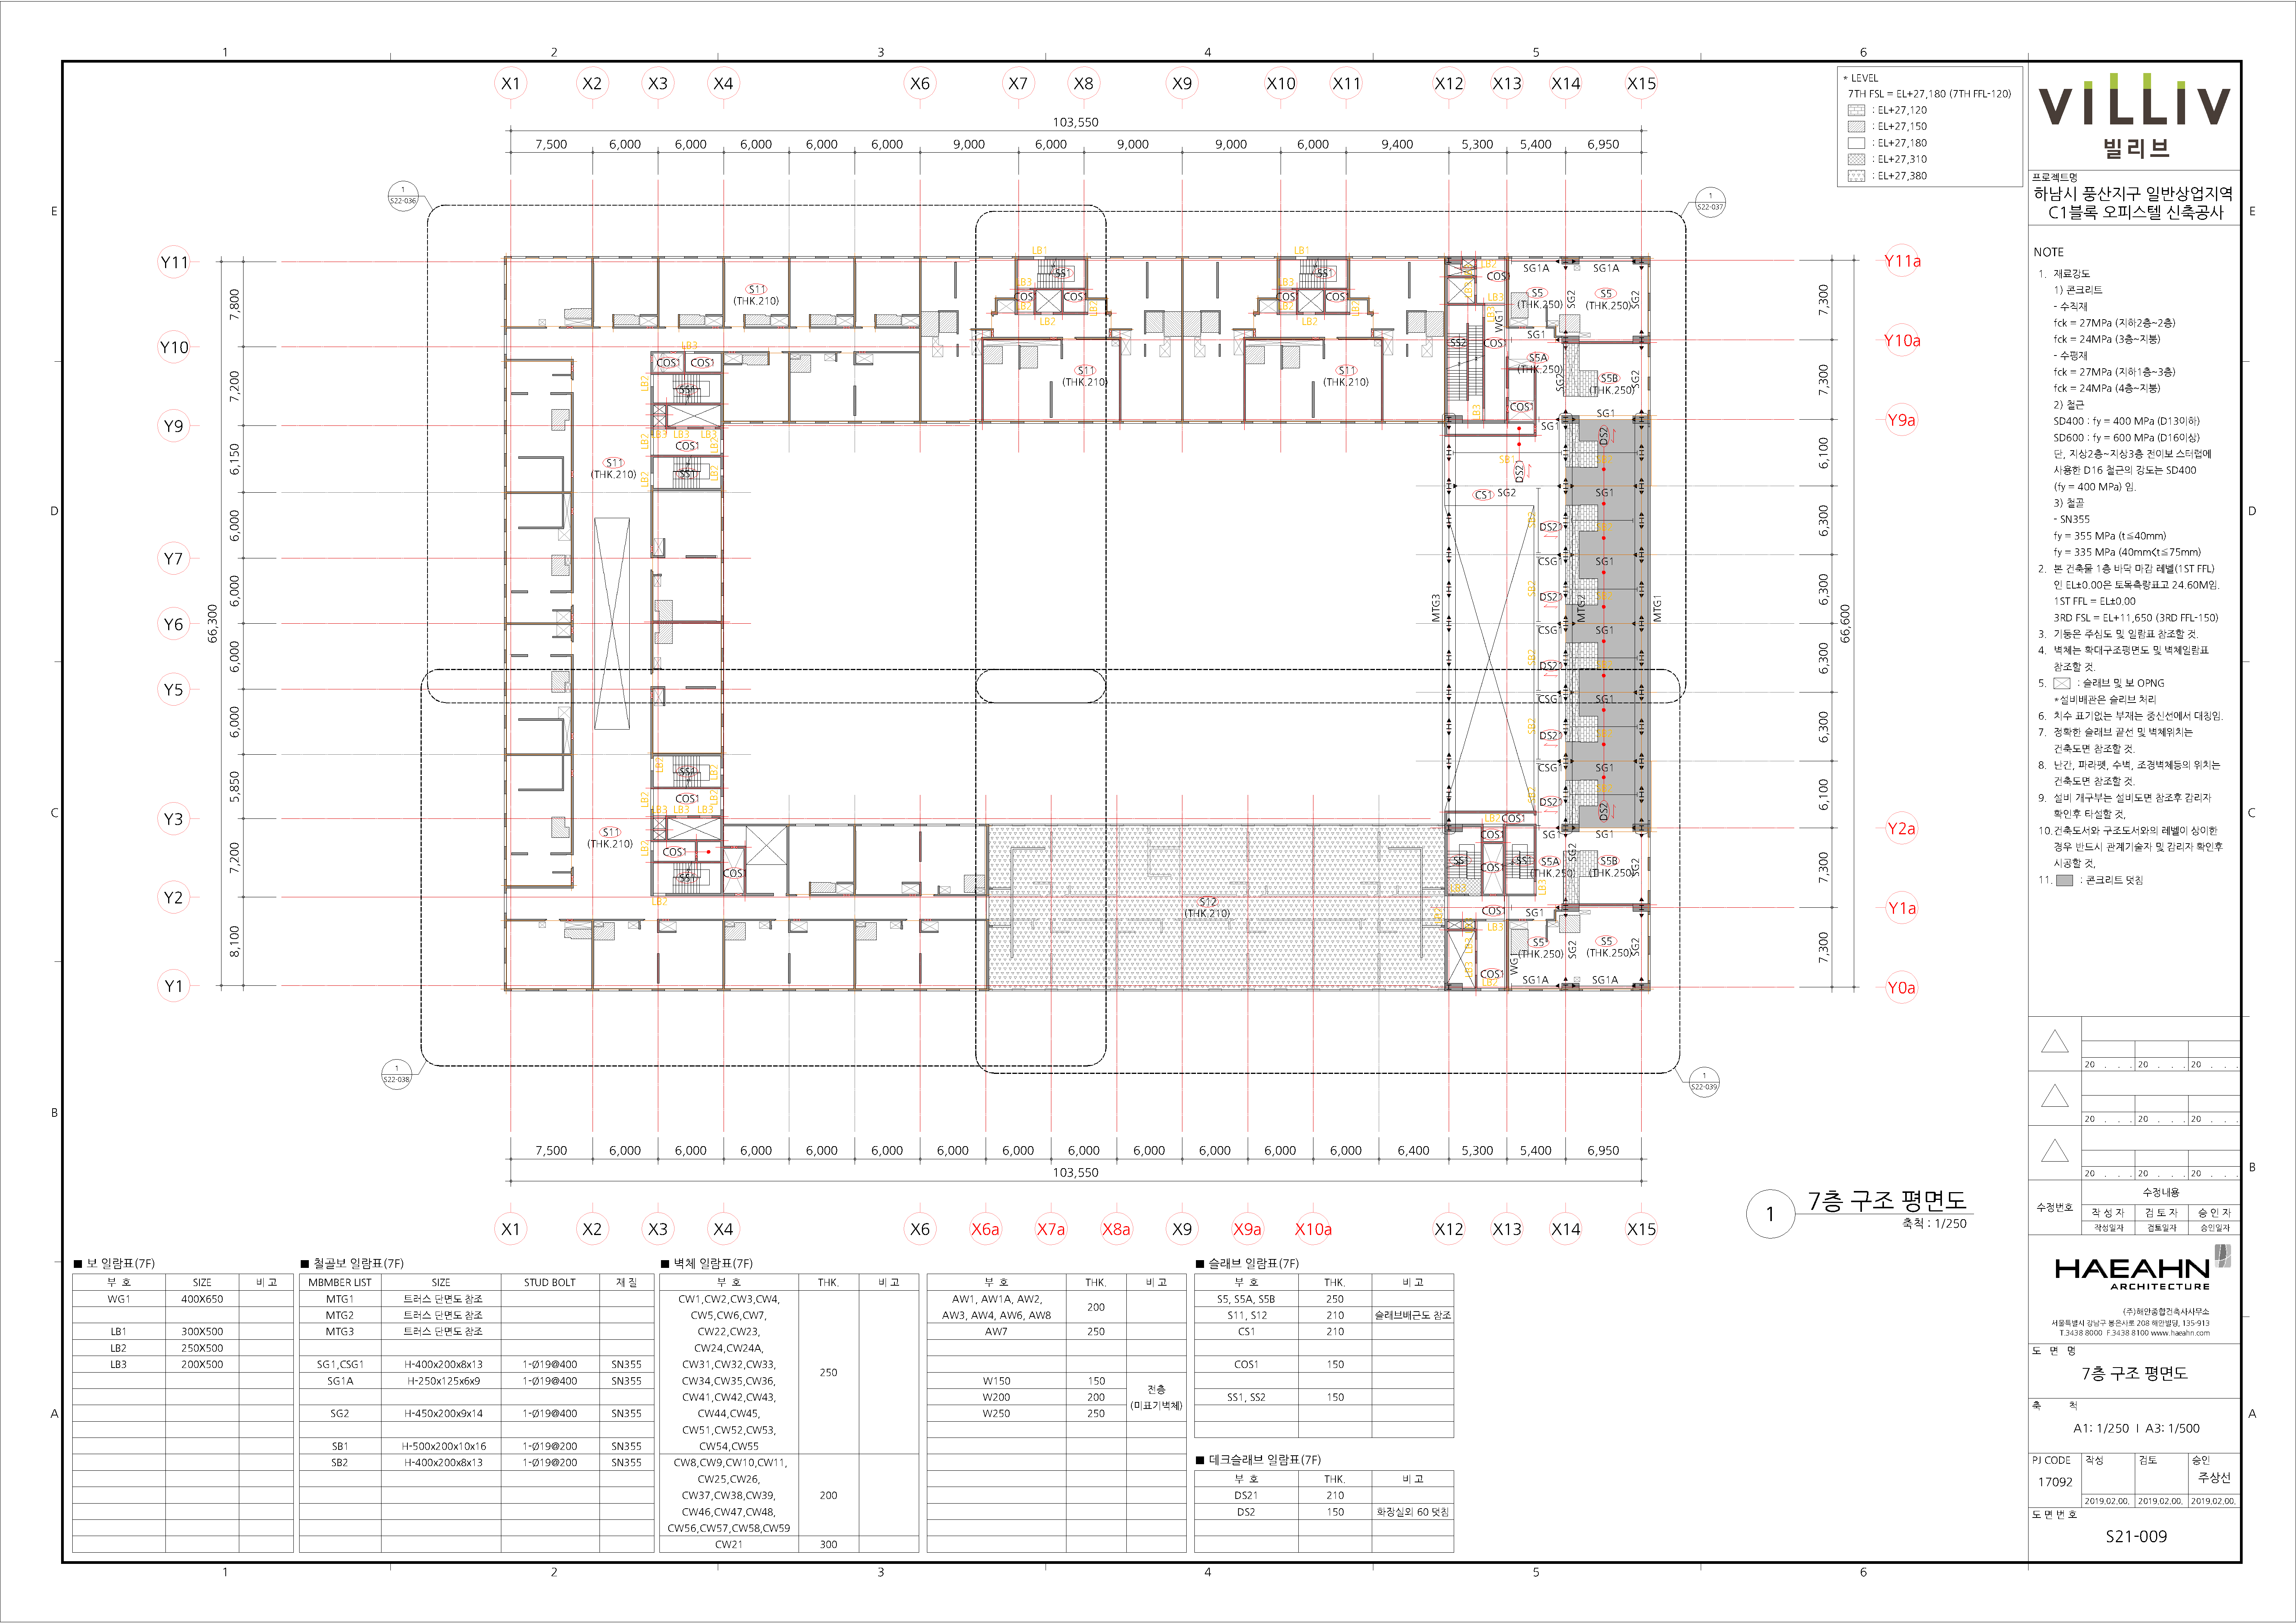 1 2 3 4 5 6
X1 X2 X3 X4 X6 X7 X8 X9 X10 X11 X12 X13 X14 X15
103,550
7,500 6,000 6,000 6,000 6,000 6,000 9,000 6,000 9,000 9,000 6,000 9,400 5,300 5,400 6,950
* LEVEL
7TH FSL = EL+27,180 (7TH FFL-120)
: EL+27,120
: EL+27,150
: EL+27,180
: EL+27,310
: EL+27,380
VILLIV
빌리브
프로젝트명
하남시 풍산지구 일반상업지역
C1블록 오피스텔 신축공사
NOTE
1. 재료강도
1) 콘크리트
- 수직재
fck = 27MPa (지하2층~2층)
fck = 24MPa (3층~지붕)
- 수평재
fck = 27MPa (지하1층~3층)
fck = 24MPa (4층~지붕)
2) 철근
SD400 : fy = 400 MPa (D13이하)
SD600 : fy = 600 MPa (D16이상)
단, 지상2층~지상3층 전이보 스터럽에
사용한 D16 철근의 강도는 SD400
(fy = 400 MPa) 임.
3) 철골
- SN355
fy = 355 MPa (t≤40mm)
fy = 335 MPa (40mm<t≤75mm)
2. 본 건축물 1층 바닥 마감 레벨(1ST FFL)
인 EL±0.00은 토목측량표고 24.60M임.
1ST FFL = EL±0.00
3RD FSL = EL+11,650 (3RD FFL-150)
3. 기둥은 주심도 및 일람표 참조할 것.
4. 벽체는 확대구조평면도 및 벽체일람표
참조할 것.
5. : 슬래브 및 보 OPNG
*설비배관은 슬리브 처리
6. 치수 표기없는 부재는 중신선에서 대칭임.
7. 정확한 슬래브 끝선 및 벽체위치는
건축도면 참조할 것.
8. 난간, 파라펫, 수벽, 조경벽체등의 위치는
건축도면 참조할 것.
9. 설비 개구부는 설비도면 참조후 감리자
확인후 타설할 것,
10. 건축도서와 구조도서와의 레벨이 상이한
경우 반드시 관계기술자 및 감리자 확인후
시공할 것,
11. : 콘크리트 덧침
E D C B A
1
S22-036
1
S22-037
1
S22-038
1
S22-039
Y11 Y10 Y9 Y7 Y6 Y5 Y3 Y2 Y1
7,800 7,200 6,150 6,000 6,000 6,000 6,000 5,850 7,200 8,100
66,300
Y11a Y10a Y9a Y2a Y1a Y0a
7,300 7,300 6,100 6,300 6,300 6,300 6,300 6,100 7,300 7,300
66,600
LB1 LB1
SS1 SS1
LB3 LB3
COS1 COS1
LB2 LB2
S11
(THK.210)
S11
(THK.210)
S11
(THK.210)
S11
(THK.210)
S11
(THK.210)
S12
(THK.210)
SG1A SG1A
S5
(THK.250)
S5
(THK.250)
S5A
(THK.250)
S5B
(THK.250)
WG1
SG1
SG2
SS2
CS1 SG2
SB1
DS21
DS2
SB2
CSG1
SG1
MTG3
MTG2
MTG1
S5A
(THK.250)
S5B
(THK.250)
S5
(THK.250)
S5
(THK.250)
SG1A SG1A
7,500 6,000 6,000 6,000 6,000 6,000 6,000 6,000 6,000 6,000 6,000 6,000 6,000 6,400 5,300 5,400 6,950
103,550
X1 X2 X3 X4 X6 X6a X7a X8a X9 X9a X10a X12 X13 X14 X15
1 7층 구조 평면도
축척 : 1/250
■ 보 일람표(7F)
부 호 SIZE 비 고
WG1 400X650
LB1 300X500
LB2 250X500
LB3 200X500
■ 철골보 일람표(7F)
MBMBER LIST SIZE STUD BOLT 재 질
MTG1 트러스 단면도 참조
MTG2 트러스 단면도 참조
MTG3 트러스 단면도 참조
SG1,CSG1 H-400x200x8x13 1-Ø19@400 SN355
SG1A H-250x125x6x9 1-Ø19@400 SN355
SG2 H-450x200x9x14 1-Ø19@400 SN355
SB1 H-500x200x10x16 1-Ø19@200 SN355
SB2 H-400x200x8x13 1-Ø19@200 SN355
■ 벽체 일람표(7F)
부 호 THK. 비 고
CW1,CW2,CW3,CW4,
CW5,CW6,CW7,
CW22,CW23,
CW24,CW24A,
CW31,CW32,CW33,
CW34,CW35,CW36,
CW41,CW42,CW43,
CW44,CW45,
CW51,CW52,CW53,
CW54,CW55
250
CW8,CW9,CW10,CW11,
CW25,CW26,
CW37,CW38,CW39,
CW46,CW47,CW48,
CW56,CW57,CW58,CW59
200
CW21 300
부 호 THK. 비 고
AW1, AW1A, AW2,
AW3, AW4, AW6, AW8
200
AW7 250
W150 150
W200 200
W250 250
전층
(미표기벽체)
■ 슬래브 일람표(7F)
부 호 THK. 비 고
S5, S5A, S5B 250
S11, S12 210 슬래브배근도 참조
CS1 210
COS1 150
SS1, SS2 150
■ 데크슬래브 일람표(7F)
부 호 THK. 비 고
DS21 210
DS2 150 화장실외 60 덧침
20 . . . 20 . . . 20 . . .
20 . . . 20 . . . 20 . . .
20 . . . 20 . . . 20 . . .
수정번호 수정내용
작 성 자 검 토 자 승 인 자
작성일자 검토일자 승인일자
HAEAHN
ARCHITECTURE
(주)해안종합건축사사무소
서울특별시 강남구 봉은사로 208 해안빌딩, 135-913
T.3438 8000 F.3438 8100 www.haeahn.com
도 면 명
7층 구조 평면도
축 척
A1: 1/250 | A3: 1/500
PJ CODE 작성 검토 승인
17092 주상선
2019.02.00. 2019.02.00. 2019.02.00.
도 면 번 호
S21-009
1 2 3 4 5 6